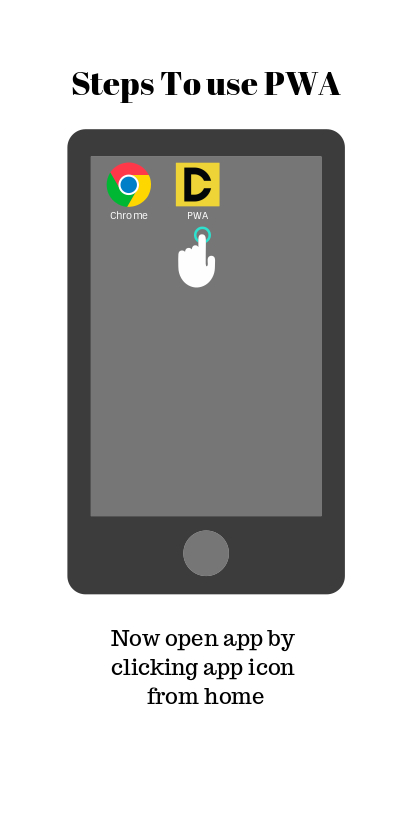 Steps To use PWA
Chrome
PWA
Now open app by
clicking app icon
from home